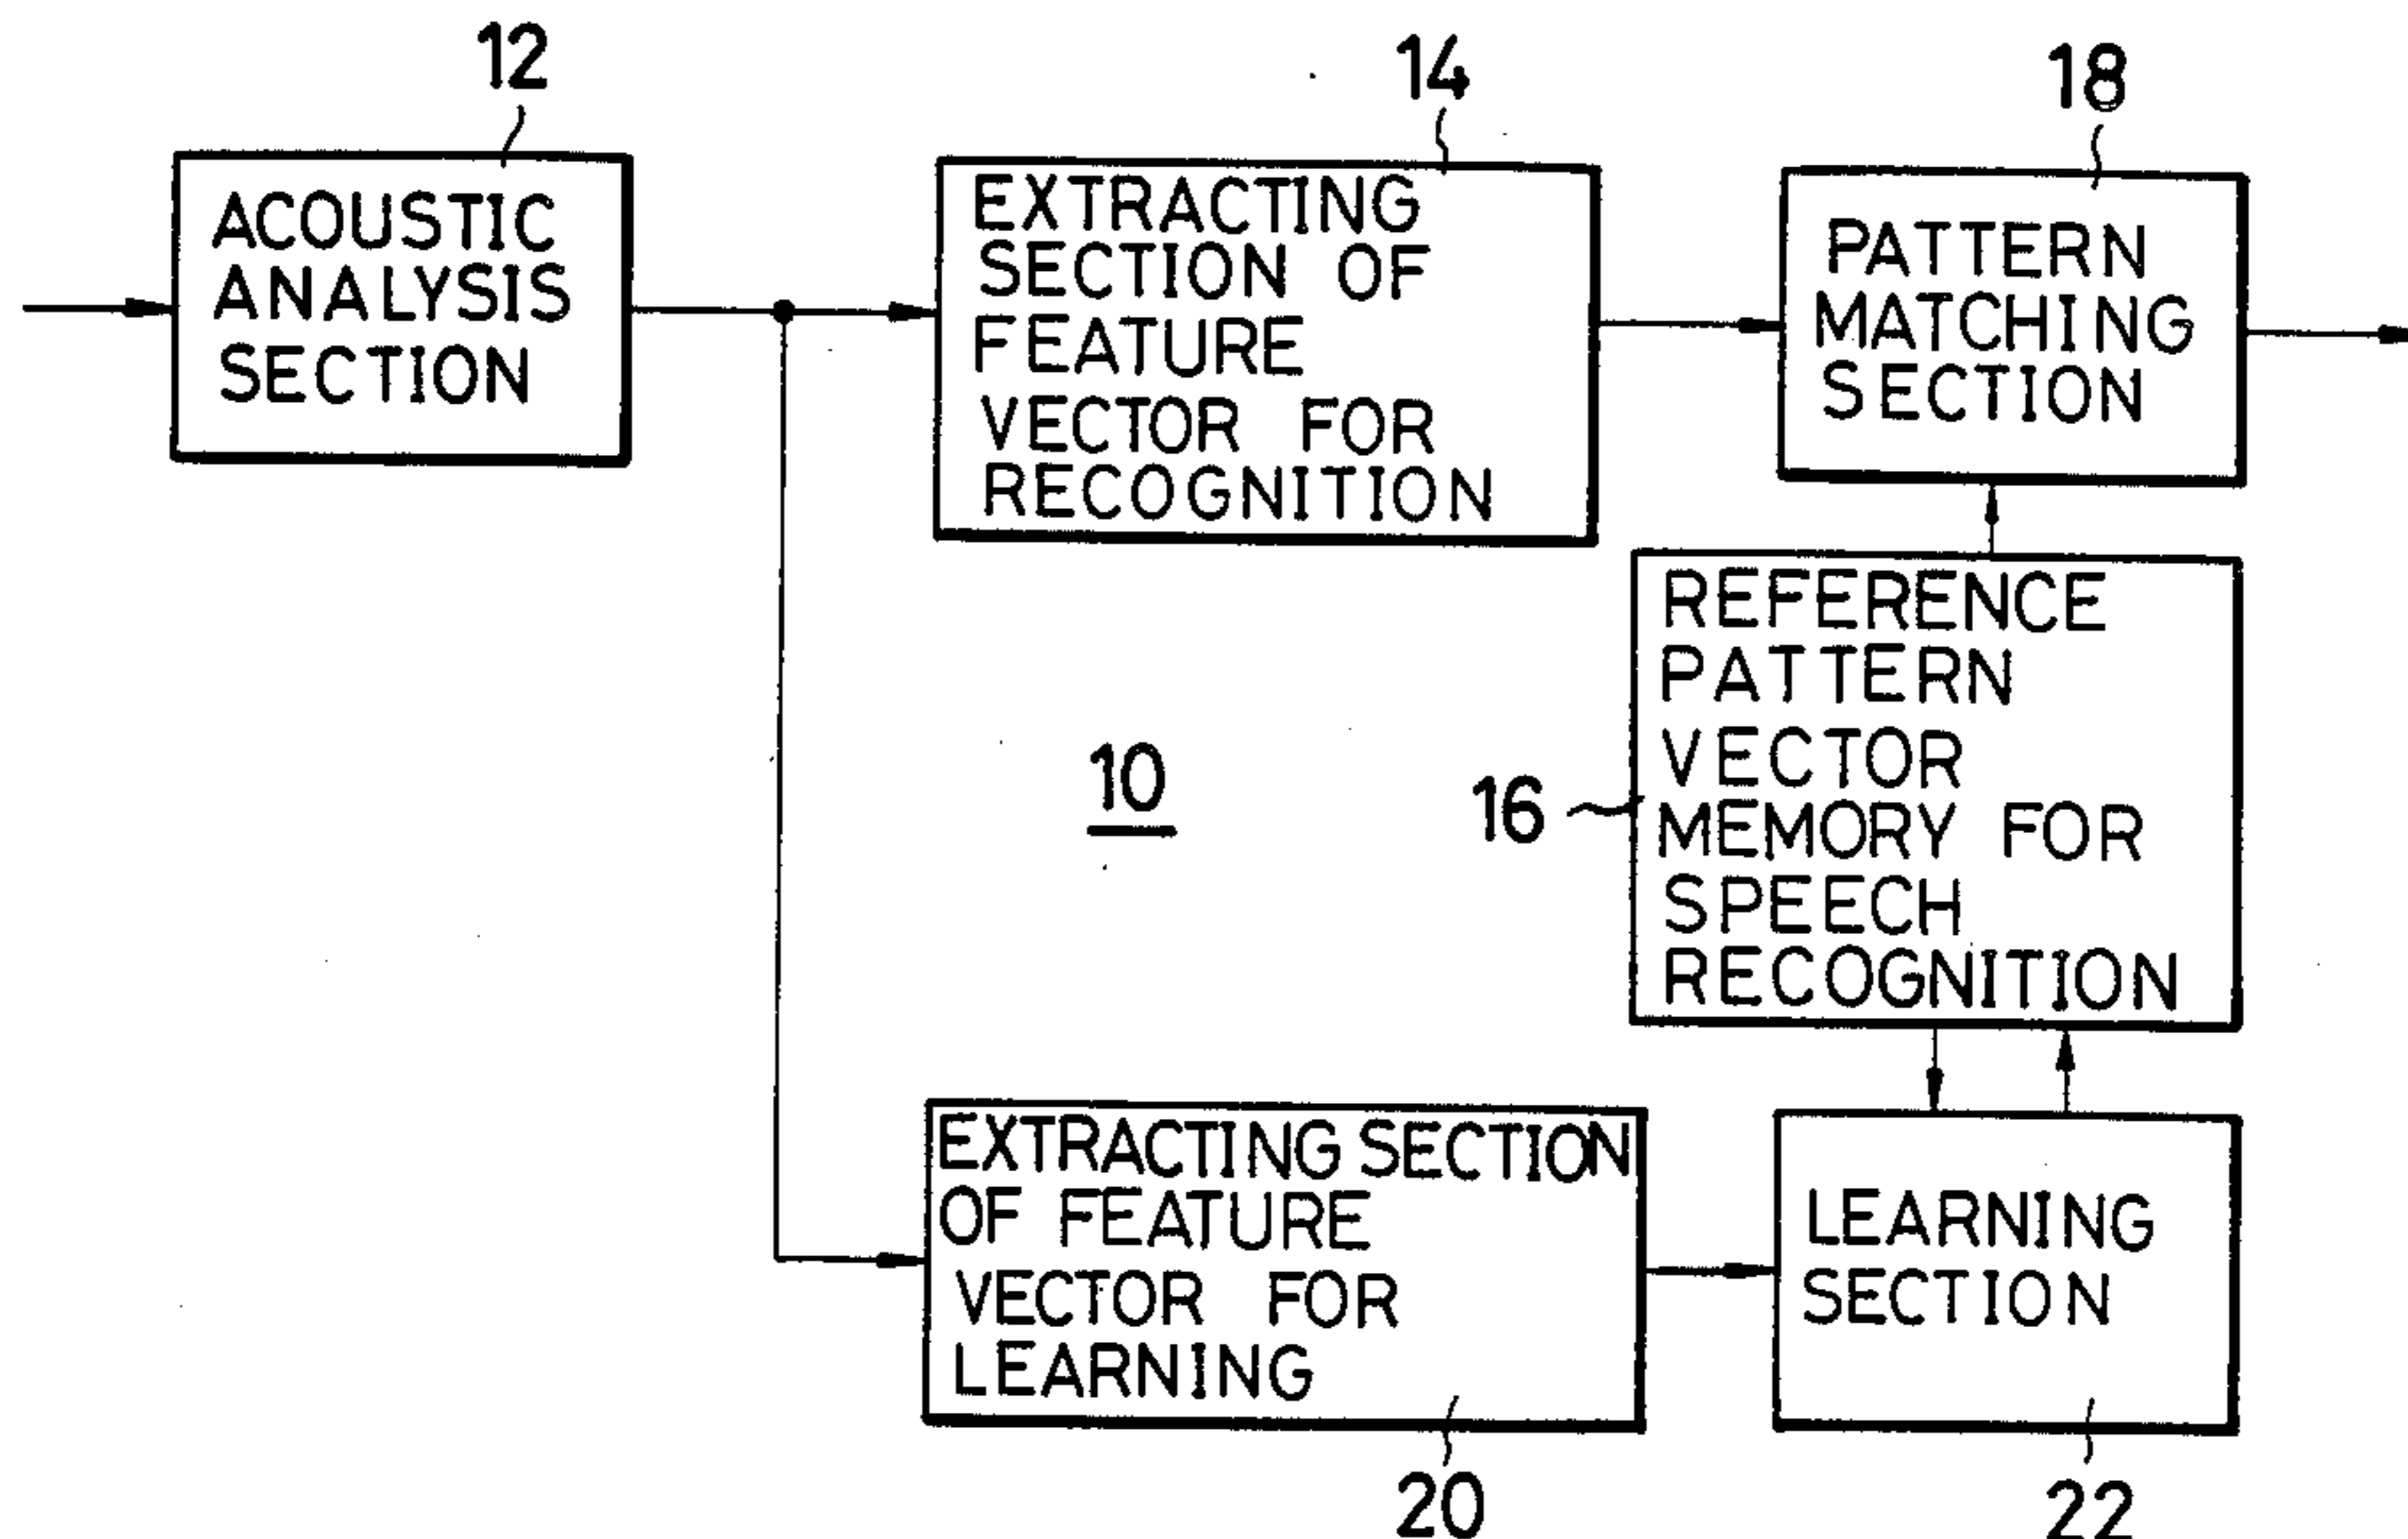 12
ACOUSTIC
ANALYSIS
SECTION
14
EXTRACTING
SECTION OF
FEATURE
VECTOR FOR
RECOGNITION
18
PATTERN
MATCHING
SECTION
10
16
REFERENCE
PATTERN
VECTOR
MEMORY FOR
SPEECH
RECOGNITION
EXTRACTING SECTION
OF FEATURE
VECTOR FOR
LEARNING
20
LEARNING
SECTION
22